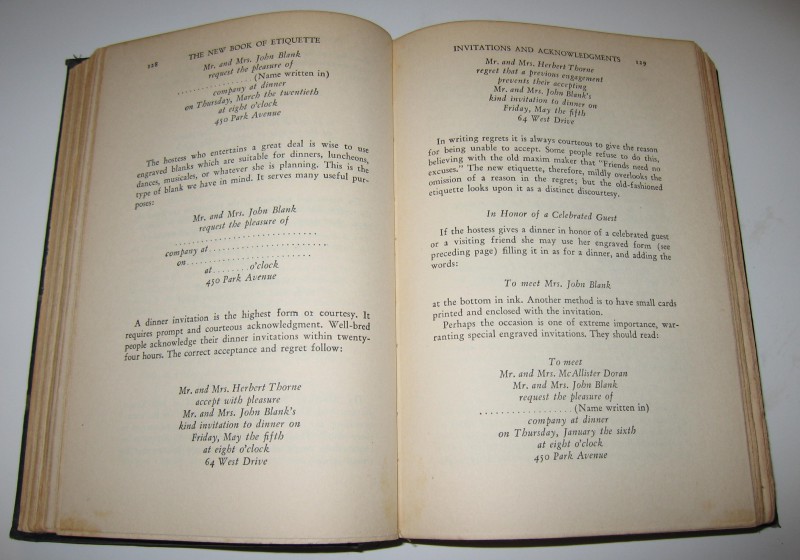 118
THE NEW BOOK OF ETIQUETTE
Mr. and Mrs. John Blank
request the pleasure of
.................(Name written in)
company at dinner
on Thursday, March the twentieth
at eight o'clock
450 Park Avenue
The hostess who entertains a great deal is wise to use
engraved blanks which are suitable for dinners, luncheons,
dances, musicales, or whatever she is planning. This is the
type of blank we have in mind. It serves many useful pur-
poses:
Mr. and Mrs. John Blank
request the pleasure of
..............................
company at........................
on........................
at........o'clock
450 Park Avenue
A dinner invitation is the highest form of courtesy. It
requires prompt and courteous acknowledgment. Well-bred
people acknowledge their dinner invitations within twenty-
four hours. The correct acceptance and regret follow:
Mr. and Mrs. Herbert Thorne
accept with pleasure
Mr. and Mrs. John Blank's
kind invitation to dinner on
Friday, May the fifth
at eight o'clock
64 West Drive
INVITATIONS AND ACKNOWLEDGMENTS 119
Mr. and Mrs. Herbert Thorne
regret that a previous engagement
prevents their accepting
Mr. and Mrs. John Blank's
kind invitation to dinner on
Friday, May the fifth
64 West Drive
In writing regrets it is always courteous to give the reason
for being unable to accept. Some people refuse to do this,
believing with the old maxim maker that "Friends need no
excuses." The new etiquette, therefore, mildly overlooks the
omission of a reason in the regret; but the old-fashioned
etiquette looks upon it as a distinct discourtesy.
In Honor of a Celebrated Guest
If the hostess gives a dinner in honor of a celebrated guest
or a visiting friend she may use her engraved form (see
preceding page) filling it in as for a dinner, and adding the
words:
To meet Mrs. John Blank
at the bottom in ink. Another method is to have small cards
printed and enclosed with the invitation.
Perhaps the occasion is one of extreme importance, war-
ranting special engraved invitations. They should read:
To meet
Mr. and Mrs. McAllister Doran
Mr. and Mrs. John Blank
request the pleasure of
....................(Name written in)
company at dinner
on Thursday, January the sixth
at eight o'clock
450 Park Avenue